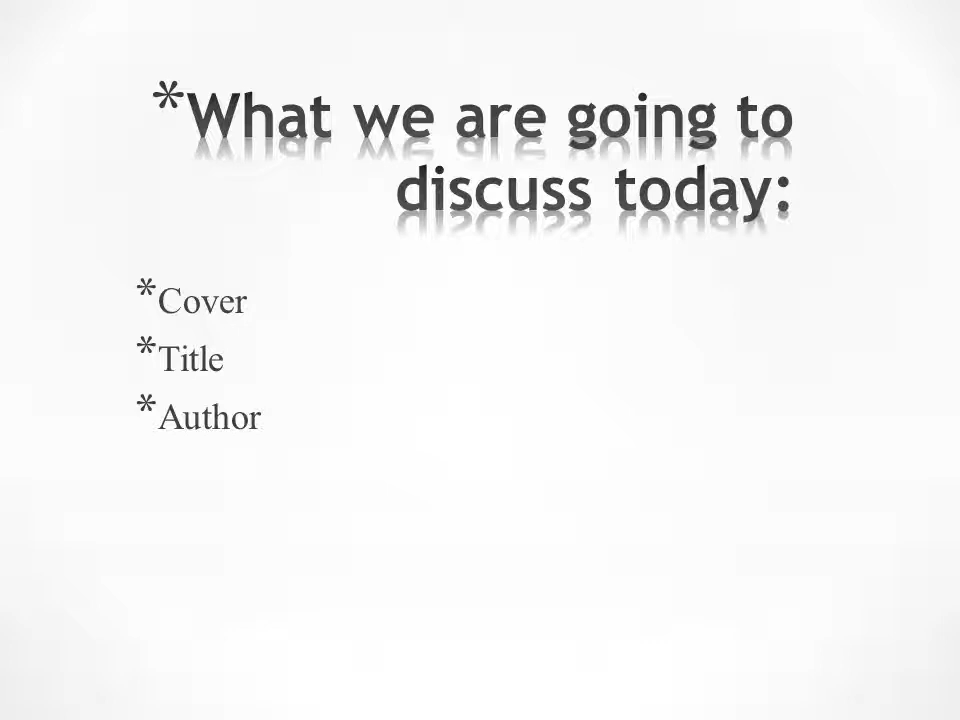 *What we are going to
discuss today:
*Cover
*Title
*Author